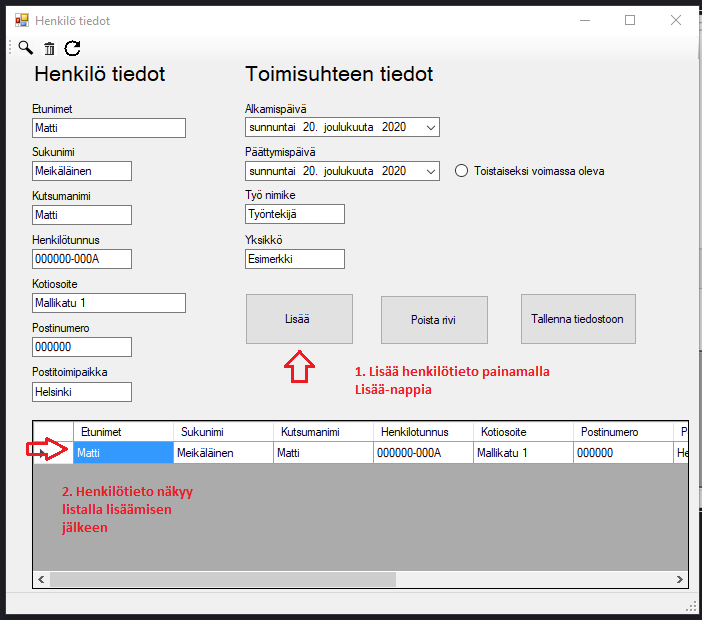 Henkilö tiedot
Henkilö tiedot
Toimisuhteen tiedot
Etunimet
Matti
Sukunimi
Meikäläinen
Kutsumanimi
Matti
Henkilötunnus
000000-000A
Kotiosoite
Mallikatu 1
Postinumero
000000
Postitoimipaikka
Helsinki
Alkamispäivä
sunnuntai 20. joulukuuta 2020
Päättymispäivä
sunnuntai 20. joulukuuta 2020
Toistaiseksi voimassa oleva
Työ nimike
Työntekijä
Yksikkö
Esimerkki
Lisää
Poista rivi
Tallenna tiedostoon
1. Lisää henkilötieto painamalla
Lisää-nappia
Etunimet Sukunimi Kutsumanimi Henkilotunnus Kotiosoite Postinumero P
Matti Meikäläinen Matti 000000-000A Mallikatu 1 000000 He
2. Henkilötieto näkyy
listalla lisäämisen
jälkeen